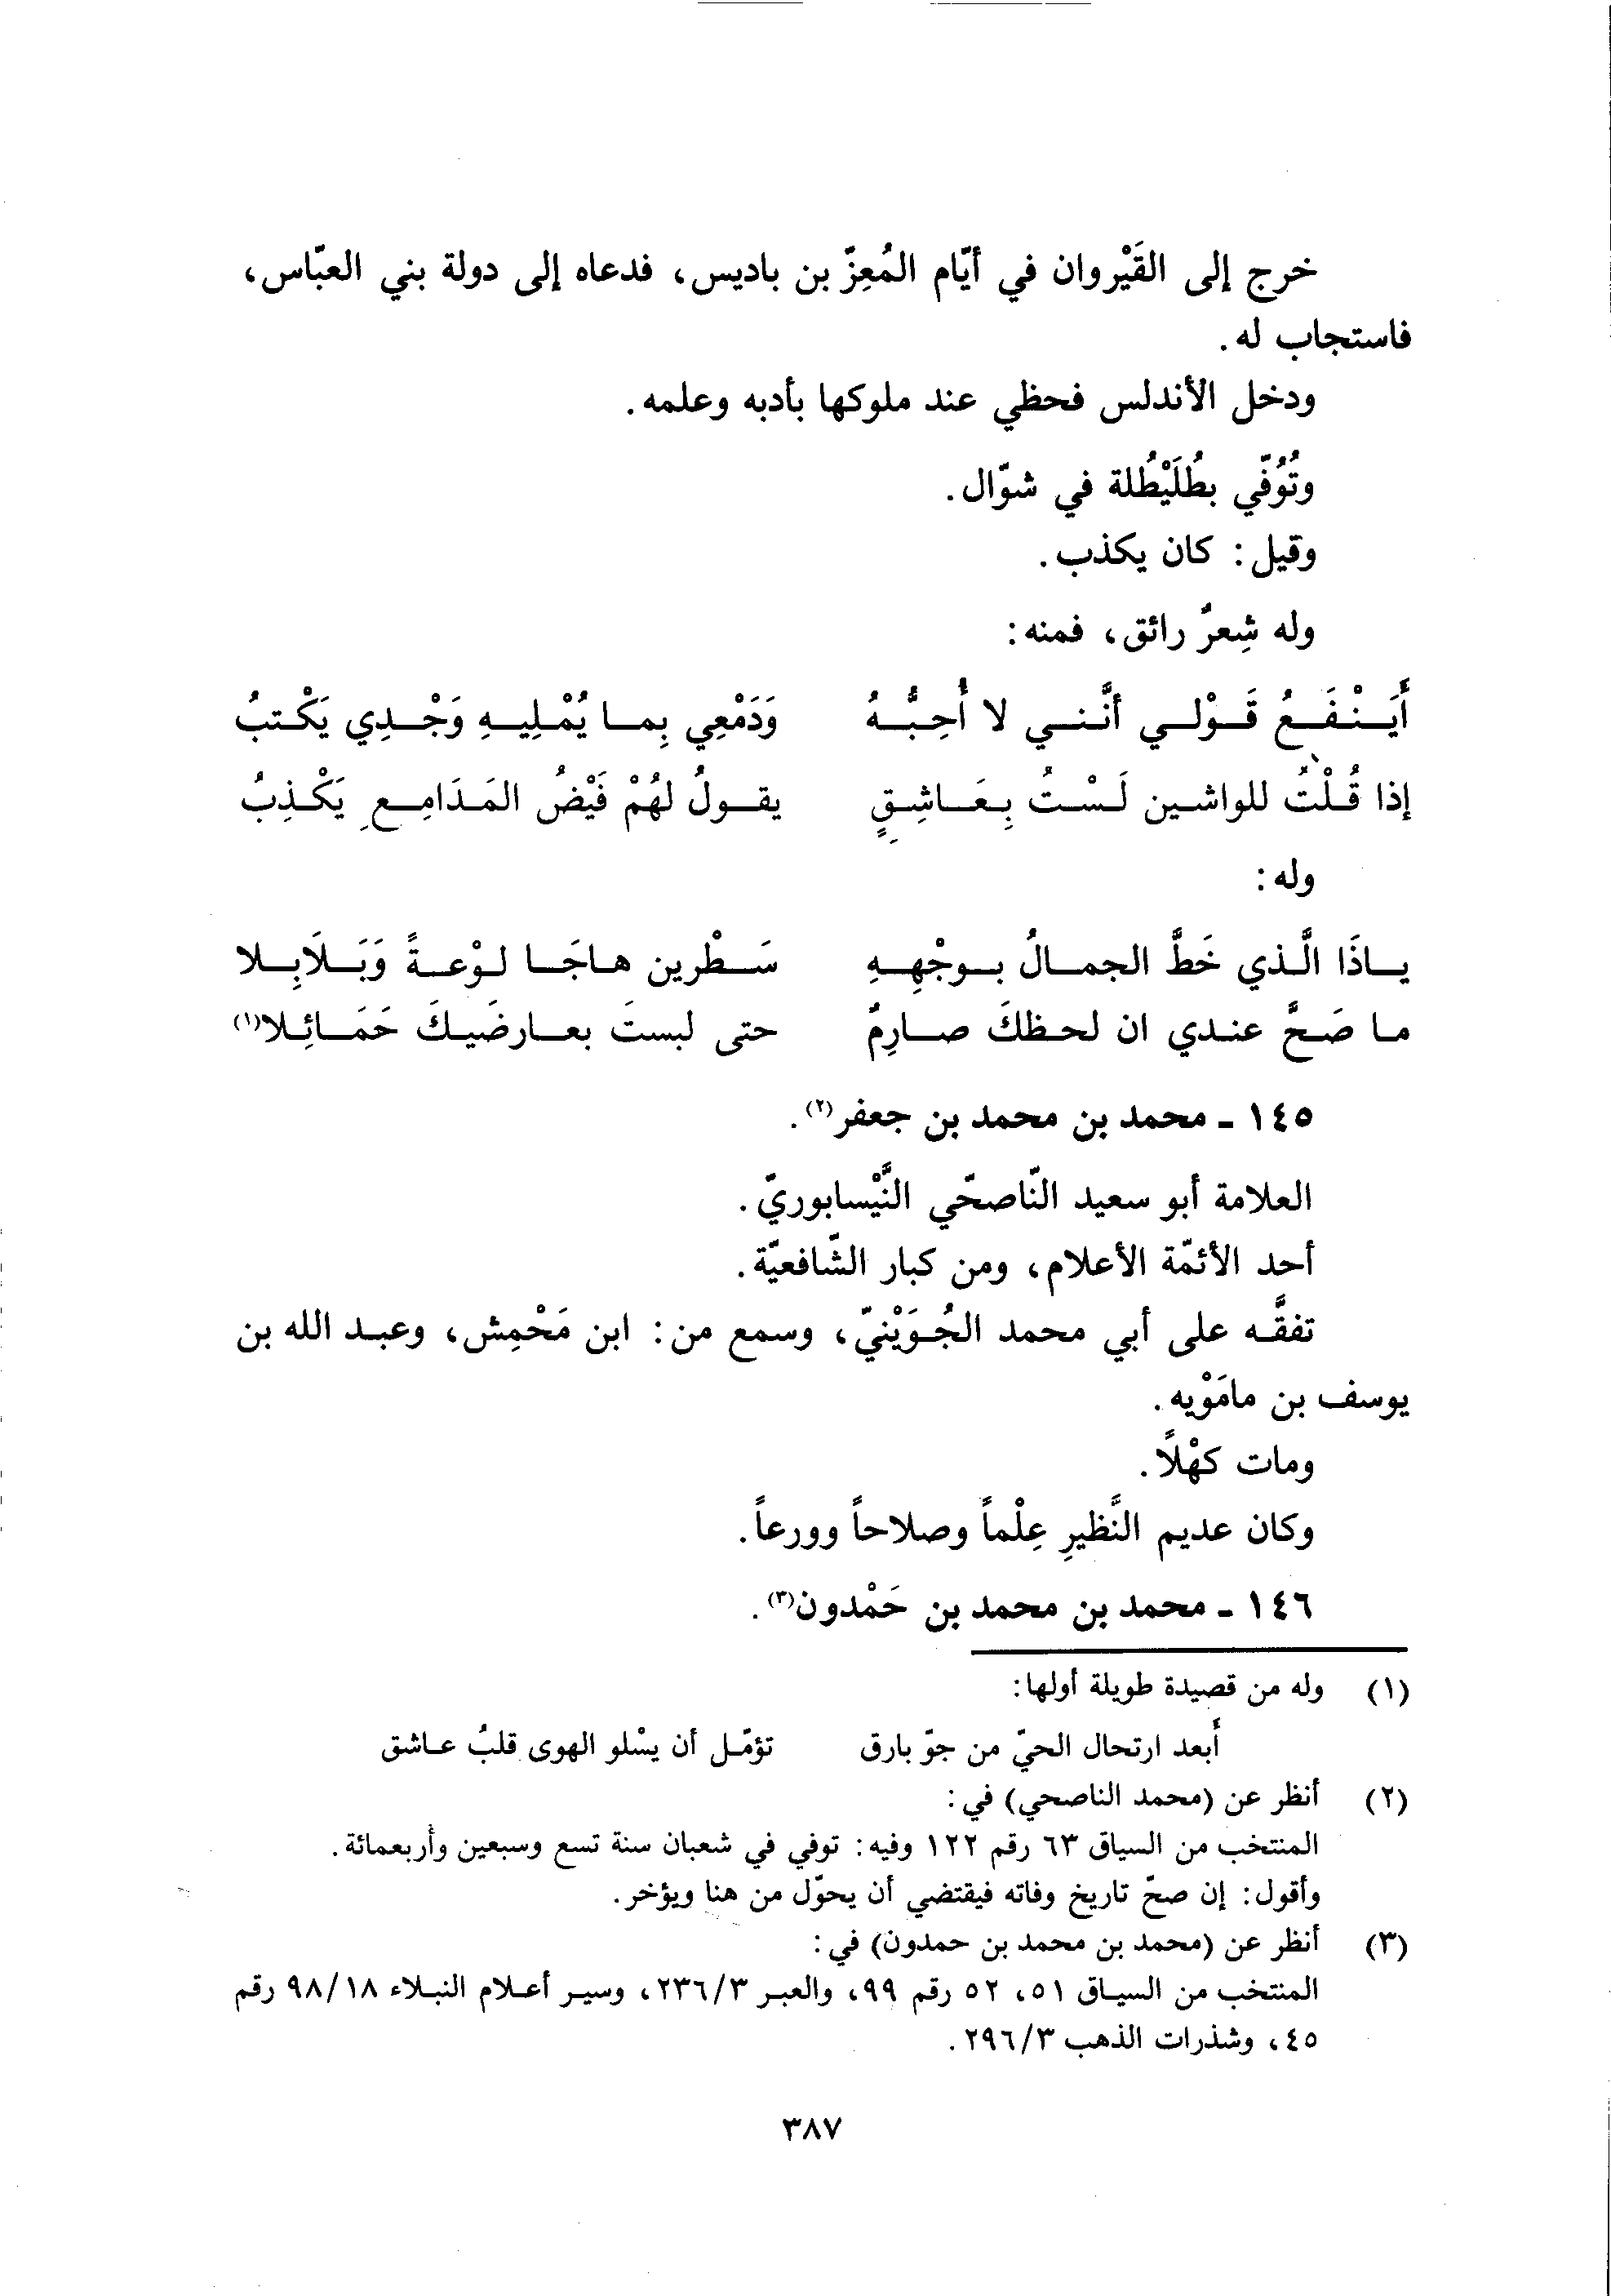 خرج إلى القَيْروان في أيّام المُعِزّ بن باديس، فدعاه إلى دولة بني العبّاس،
فاستجاب له.
ودخل الأندلس فحظي عند ملوكها بأدبه وعلمه.
وتُوُفّي بطُلَيْطُلة في شوّال.
وقيل: كان يكذب.
وله شِعرٌ رائق، فمنه:
أَيَنْفَعُ قَوْلي أنَّني لا أُحِبُّهُ وَدَمْعِي بِما يُمْلِيهِ وَجْدِي يَكْتبُ
إذا قُلْتُ للواشين لَسْتُ بِعَاشِقٍ يقولُ لهُمْ فَيْضُ المَدَامِعِ يَكْذِبُ
وله:
ياذَا الَّذي خَطَّ الجمالُ بوجْهِهِ سَطْرين هاجَا لوْعةً وَبَلاَبِلا
ما صَحَّ عندي ان لحظكَ صارِمٌ حتى لبستَ بعارضَيكَ حَمَائِلا(١)
١٤٥ ـ محمد بن محمد بن جعفر(٢).
العلامة أبو سعيد النّاصحّي النَّيْسابوريّ.
أحد الأئمّة الأعلام، ومن كبار الشّافعيّة.
تفقَّه على أبي محمد الجُوَيْنيّ، وسمع من: ابن مَحْمِش، وعبد الله بن
يوسف بن مامَوْيه.
ومات كهْلاً.
وكان عديم النَّظيرِ عِلْماً وصلاحاً وورعاً.
١٤٦ ـ محمد بن محمد بن حَمْدون(٣).
(١) وله من قصيدة طويلة أولها:
أَبعد ارتحال الحيّ من جوّ بارق تؤمّل أن يسْلو الهوى قلبُ عاشق
(٢) أنظر عن (محمد الناصحي) في:
المنتخب من السياق ٦٣ رقم ١٢٢ وفيه: توفي في شعبان سنة تسع وسبعين وأربعمائة.
وأقول: إن صحّ تاريخ وفاته فيقتضي أن يحوّل من هنا ويؤخر.
(٣) أنظر عن (محمد بن محمد بن حمدون) في:
المنتخب من السياق ٥١، ٥٢ رقم ٩٩، والعبر ٢٣٦/٣، وسير أعلام النبلاء ٩٨/١٨ رقم
٤٥، وشذرات الذهب ٢٩٦/٣.
٣٨٧